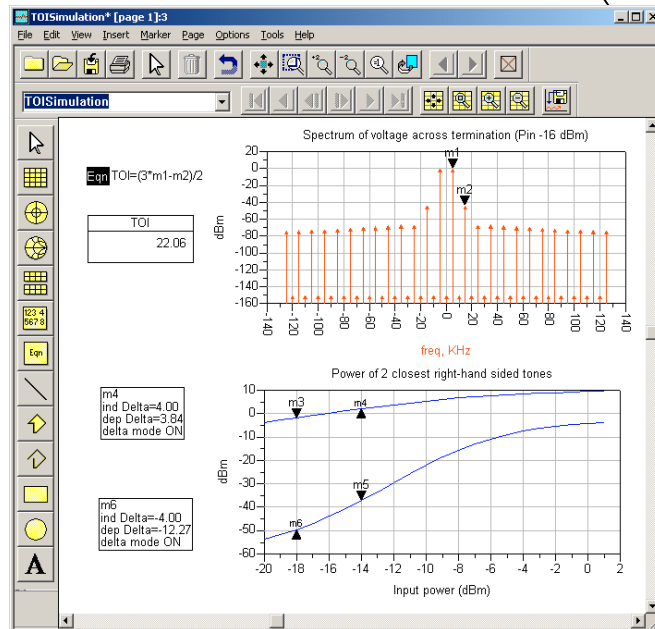 TOISimulation* [page 1]:3
File Edit View Insert Marker Page Options Tools Help
TOISimulation
Spectrum of voltage across termination (Pin -16 dBm)
Eqn TOI=(3*m1-m2)/2
TOI
22.06
m1
m2
20
0
-20
-40
-60
-80
-100
-120
-140
-160
dBm
-140 -120 -100 -80 -60 -40 -20 0 20 40 60 80 100 120 140
freq, KHz
123 4
567 8
Eqn
A
Power of 2 closest right-hand sided tones
m4
ind Delta=4.00
dep Delta=3.84
delta mode ON
m6
ind Delta=-4.00
dep Delta=-12.27
delta mode ON
m3
m4
m5
m6
10
0
-10
-20
-30
-40
-50
-60
dBm
-20 -18 -16 -14 -12 -10 -8 -6 -4 -2 0 2
Input power (dBm)